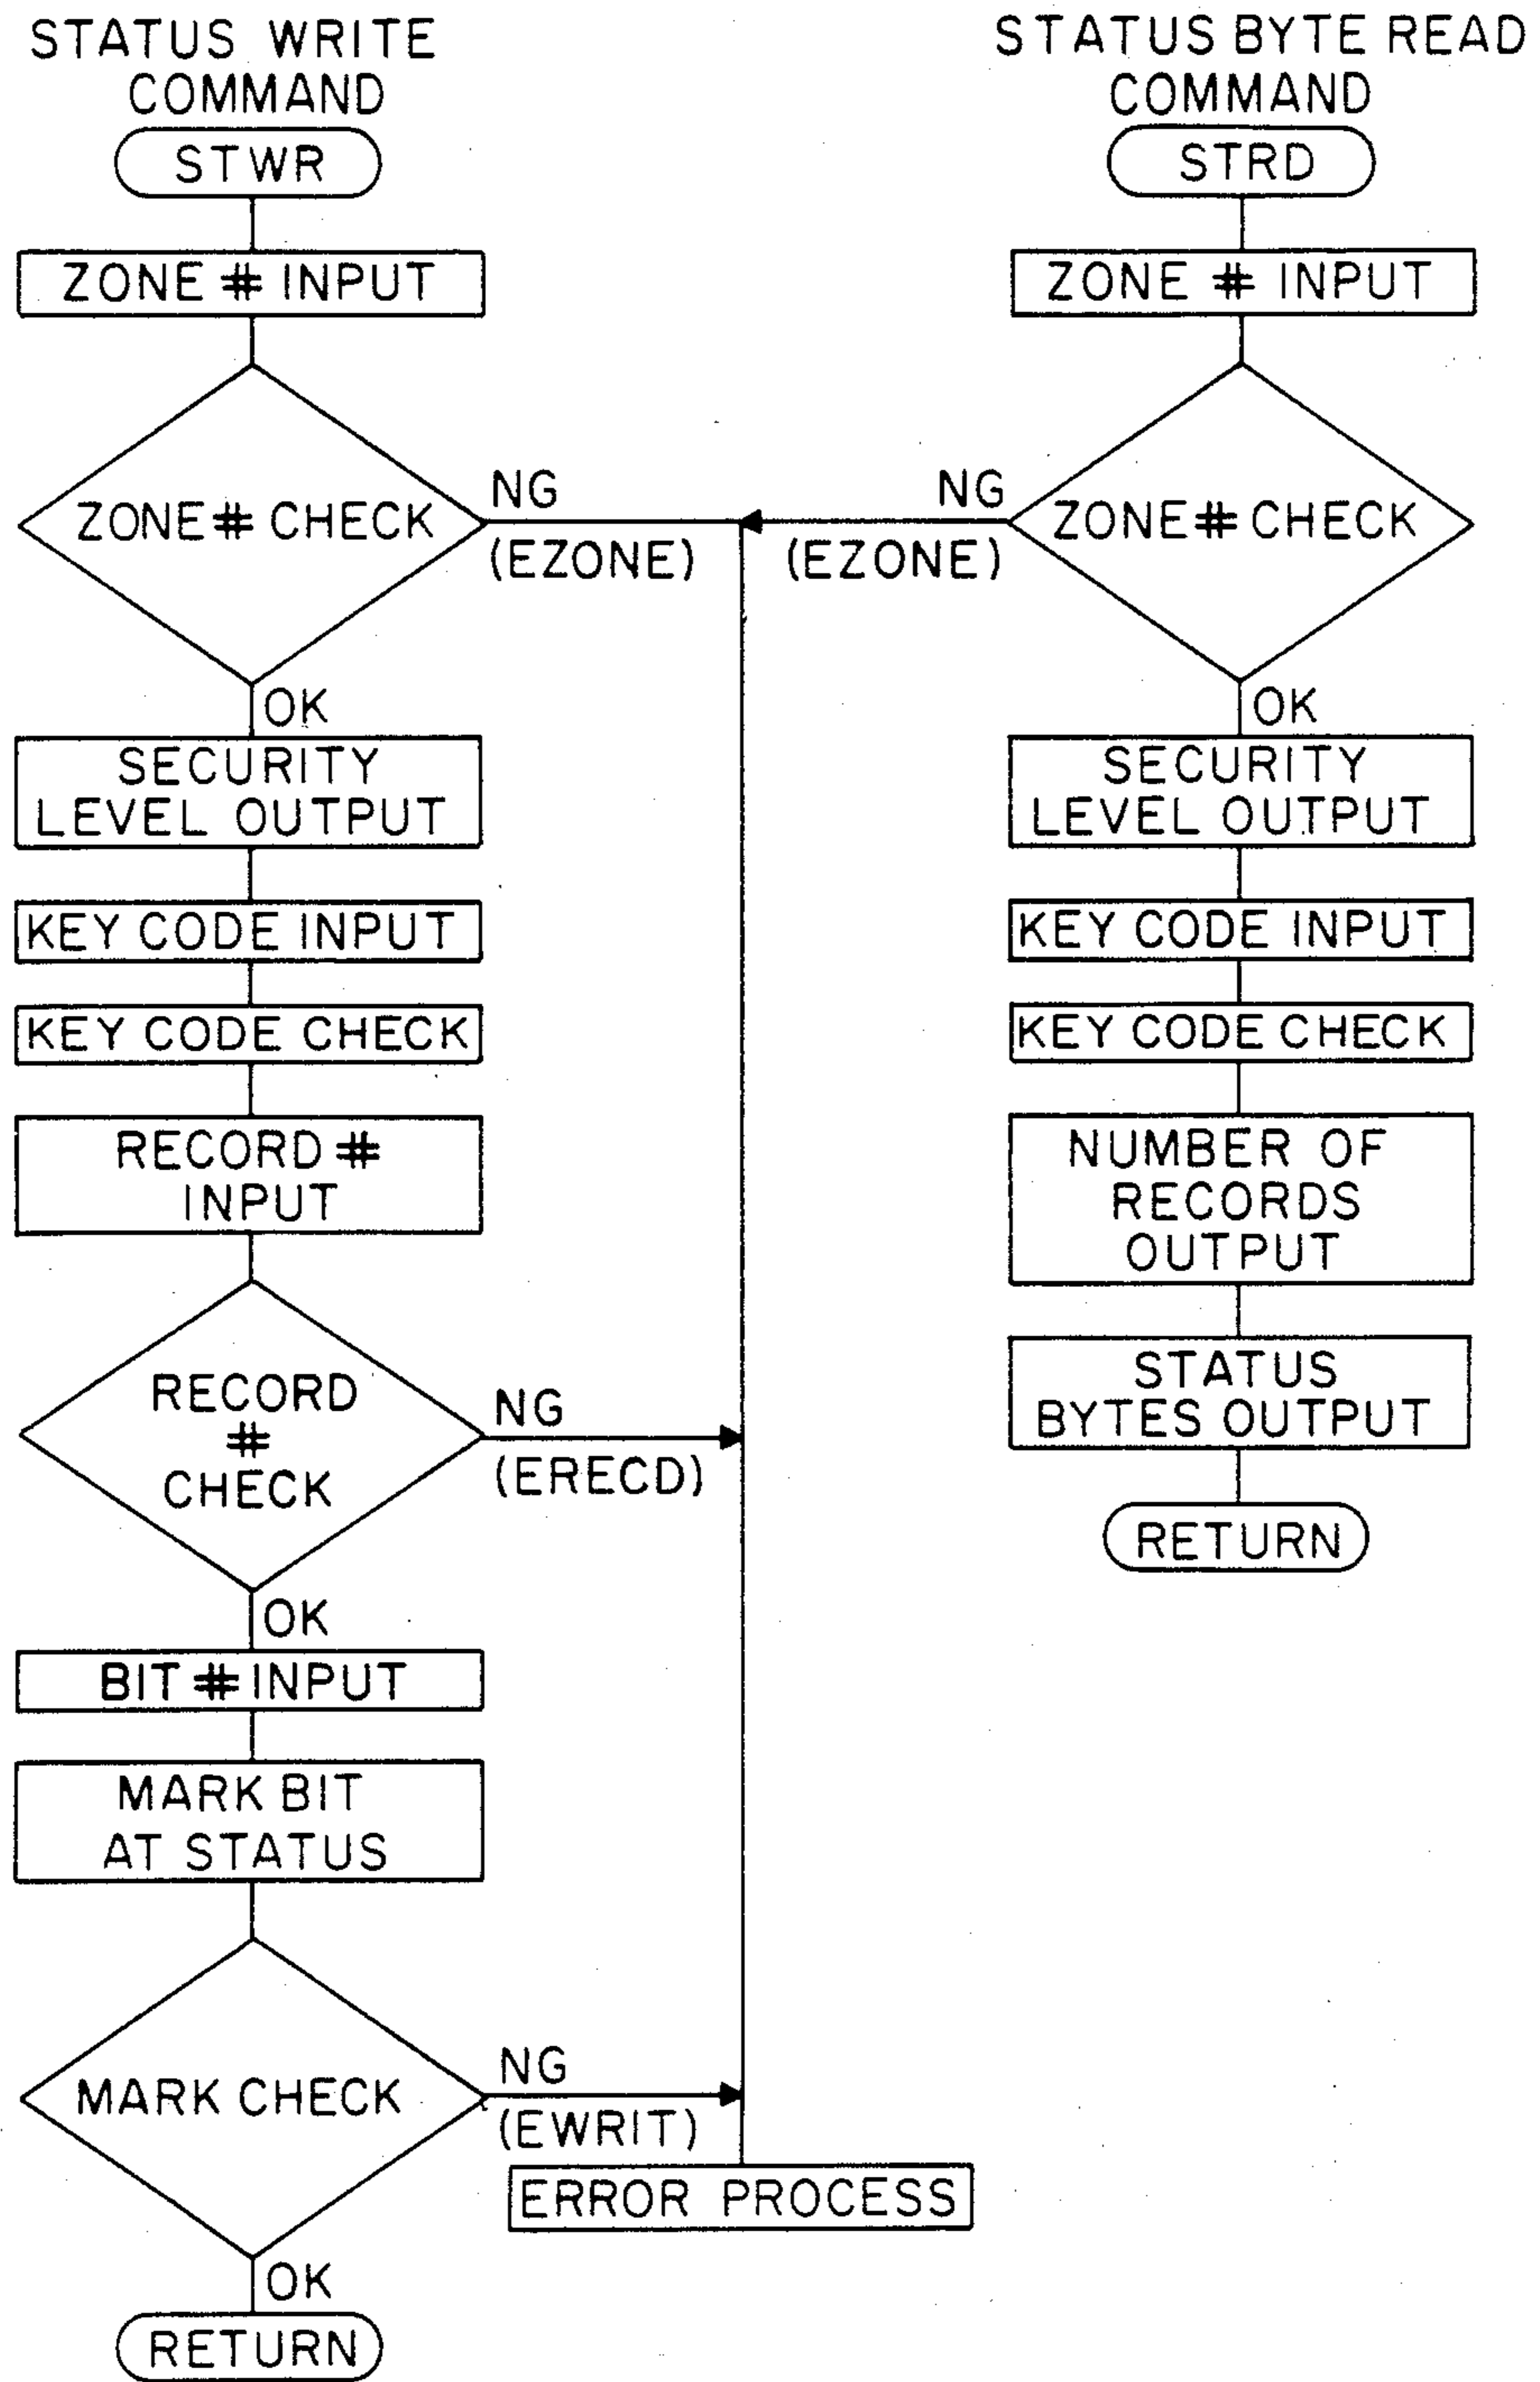 STATUS WRITE
COMMAND
STWR
ZONE # INPUT
ZONE # CHECK
NG
(EZONE)
OK
SECURITY
LEVEL OUTPUT
KEY CODE INPUT
KEY CODE CHECK
RECORD #
INPUT
RECORD
#
CHECK
NG
(ERECD)
OK
BIT # INPUT
MARK BIT
AT STATUS
MARK CHECK
NG
(EWRIT)
OK
RETURN
ERROR PROCESS
STATUS BYTE READ
COMMAND
STRD
ZONE # INPUT
ZONE # CHECK
NG
(EZONE)
OK
SECURITY
LEVEL OUTPUT
KEY CODE INPUT
KEY CODE CHECK
NUMBER OF
RECORDS
OUTPUT
STATUS
BYTES OUTPUT
RETURN